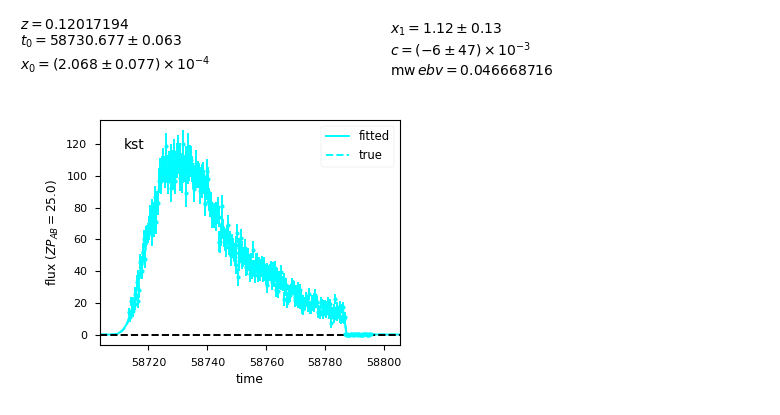 z = 0.12017194
t₀ = 58730.677 ± 0.063
x₀ = (2.068 ± 0.077) × 10⁻⁴
x₁ = 1.12 ± 0.13
c = (−6 ± 47) × 10⁻³
mw ebv = 0.046668716
kst
fitted
true
120
100
80
60
40
20
0
flux (ZP_AB = 25.0)
58720 58740 58760 58780 58800
time